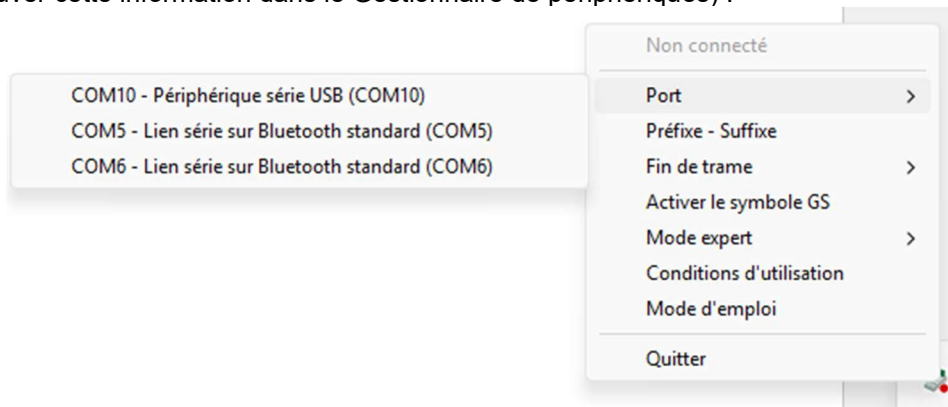 cette information dans le Gestionnaire de périphériques) :
Non connecté
Port
Préfixe - Suffixe
Fin de trame
Activer le symbole GS
Mode expert
Conditions d'utilisation
Mode d'emploi
Quitter
COM10 - Périphérique série USB (COM10)
COM5 - Lien série sur Bluetooth standard (COM5)
COM6 - Lien série sur Bluetooth standard (COM6)